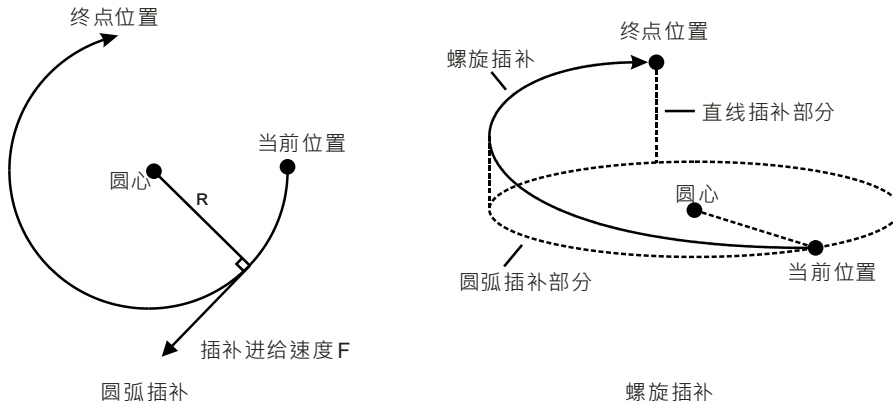 终点位置
当前位置
圆心
R
插补进给速度F
圆弧插补
终点位置
螺旋插补
直线插补部分
圆心
当前位置
圆弧插补部分
螺旋插补